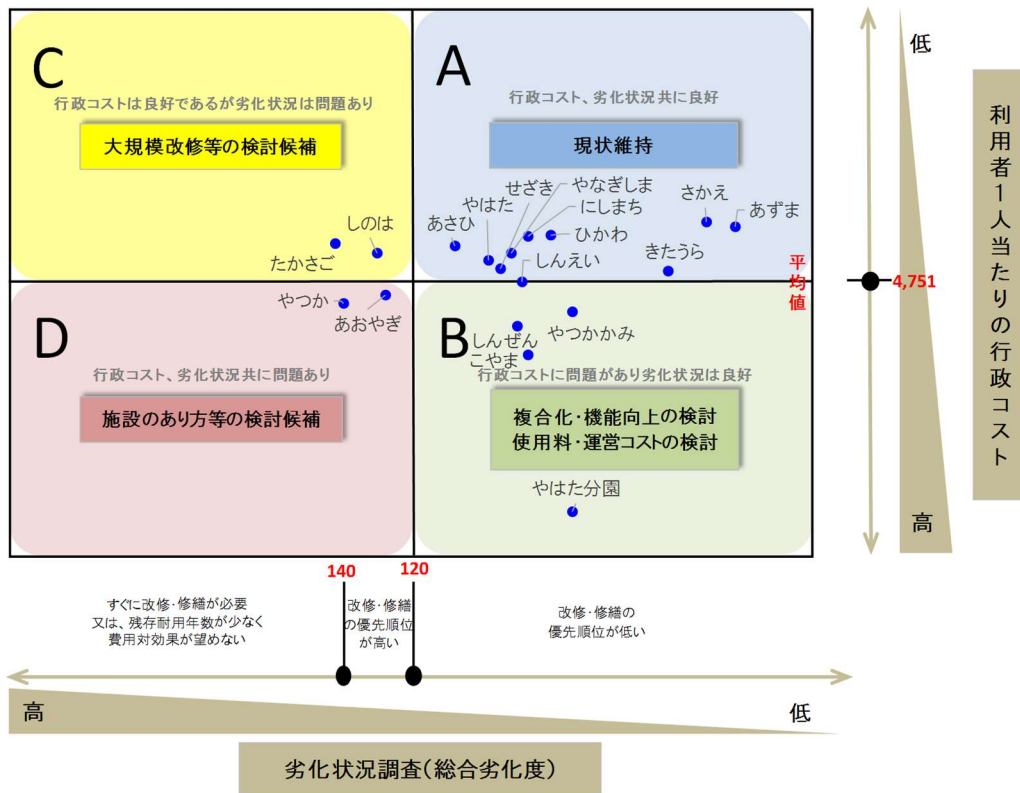 C
行政コストは良好であるが劣化状況は問題あり
大規模改修等の検討候補
しのは
たかさご
A
行政コスト、劣化状況共に良好
現状維持
せざき
やなぎしま
やはた
にしまち
さかえ
あずま
あさひ
ひかわ
きたうら
しんえい
平均値
D
やつか
あおやぎ
行政コスト、劣化状況共に問題あり
施設のあり方等の検討候補
B
しんぜん
やつかかみ
こやま
行政コストに問題があり劣化状況は良好
複合化・機能向上の検討
使用料・運営コストの検討
やはた分園
低
4,751
高
利用者1人当たりの行政コスト
140
120
すぐに改修・修繕が必要
又は、残存耐用年数が少なく
費用対効果が望めない
改修・修繕
の優先順位
が高い
改修・修繕の
優先順位が低い
高
低
劣化状況調査(総合劣化度)